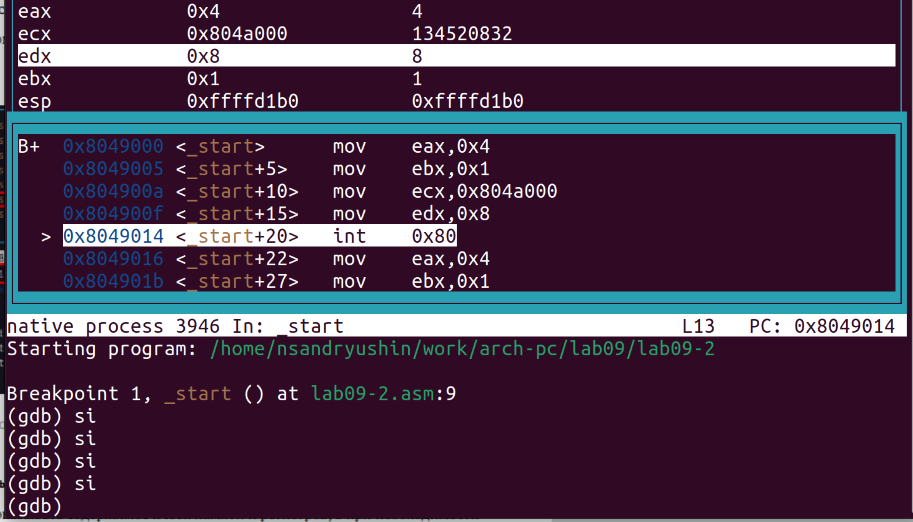 eax 0x4 4
ecx 0x804a000 134520832
edx 0x8 8
ebx 0x1 1
esp 0xffffd1b0 0xffffd1b0
B+ 0x8049000 <_start> mov eax,0x4
0x8049005 <_start+5> mov ebx,0x1
0x804900a <_start+10> mov ecx,0x804a000
0x804900f <_start+15> mov edx,0x8
> 0x8049014 <_start+20> int 0x80
0x8049016 <_start+22> mov eax,0x4
0x804901b <_start+27> mov ebx,0x1
native process 3946 In: _start L13 PC: 0x8049014
Starting program: /home/nsandryushin/work/arch-pc/lab09/lab09-2
Breakpoint 1, _start () at lab09-2.asm:9
(gdb) si
(gdb) si
(gdb) si
(gdb) si
(gdb)